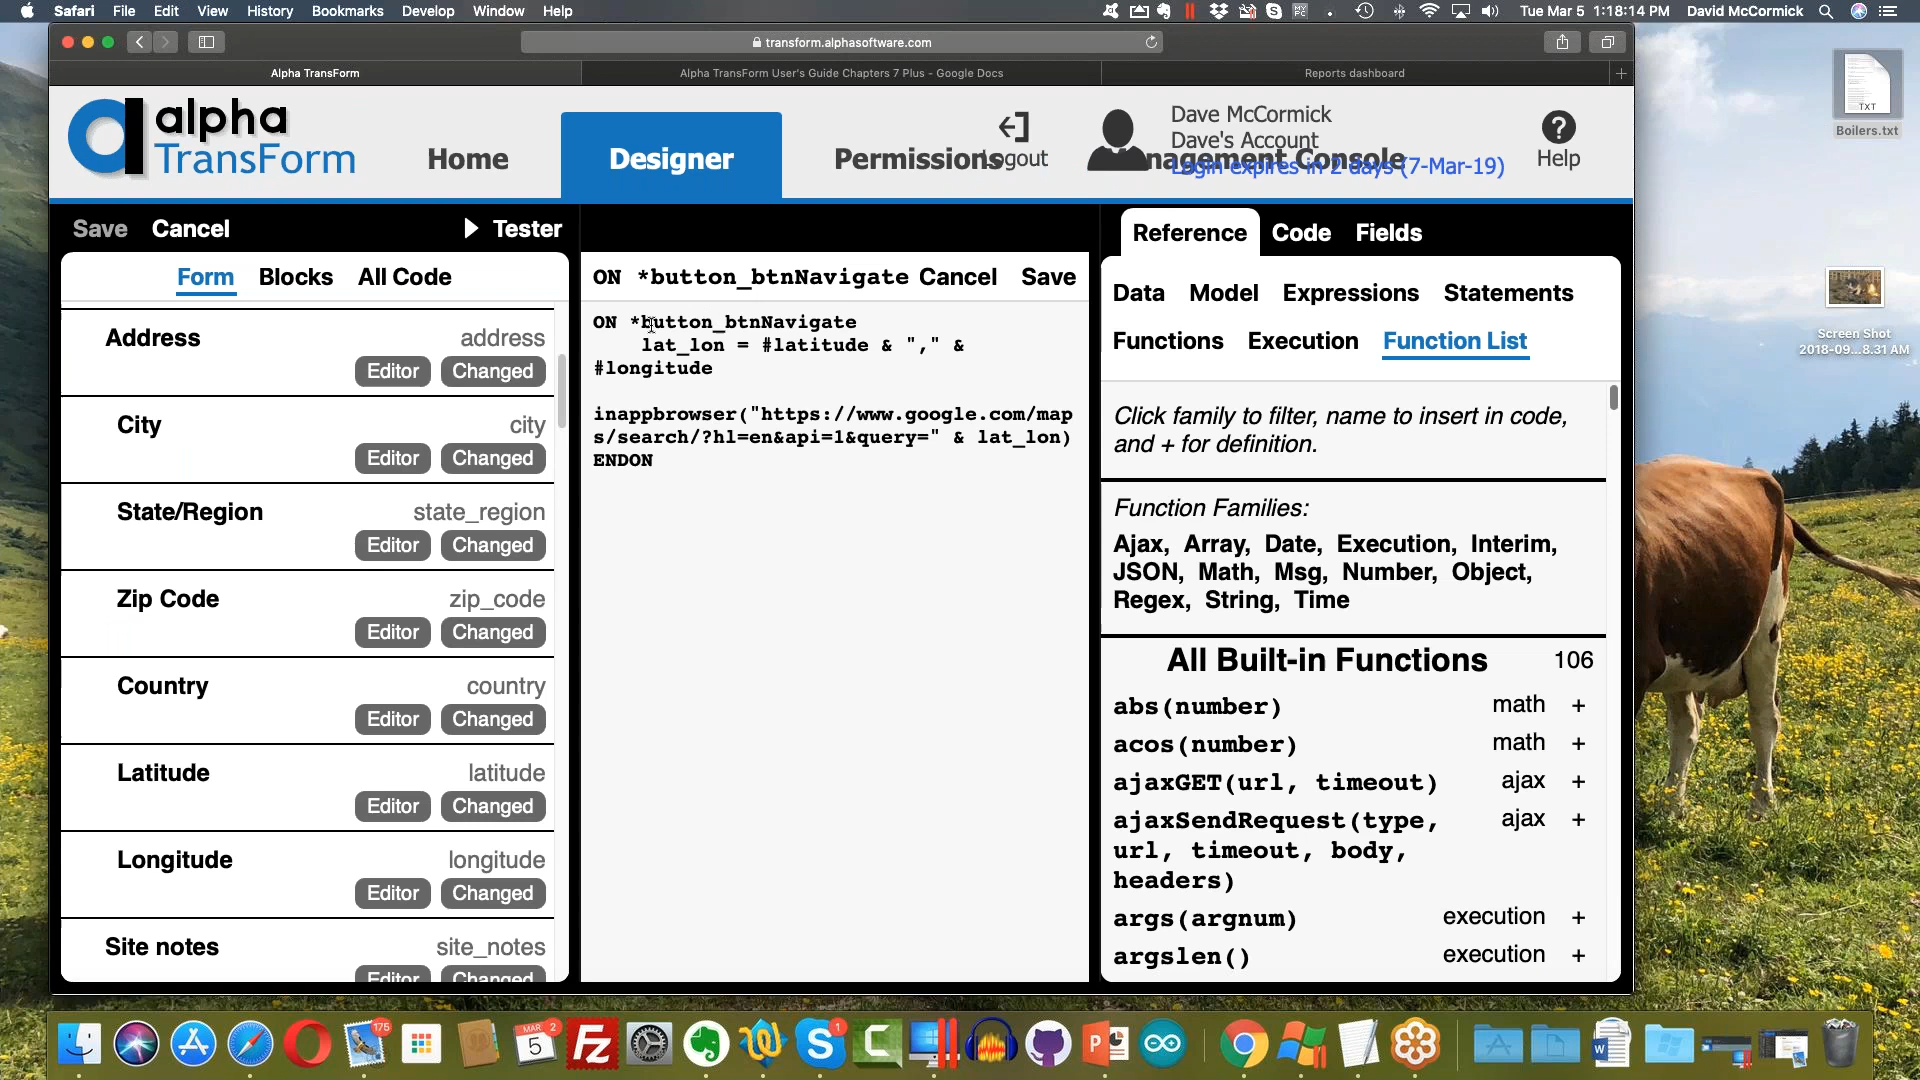 Safari File Edit View History Bookmarks Develop Window Help
Tue Mar 5 1:18:14 PM David McCormick
transform.alphasoftware.com
Alpha TransForm
Alpha TransForm User's Guide Chapters 7 Plus - Google Docs
Reports dashboard
alpha
TransForm
Home
Designer
Permissions
Logout
nagement Console
Dave McCormick
Dave's Account
Login expires in 2 days (7-Mar-19)
Help
Save Cancel Tester
Form Blocks All Code
Address address
Editor Changed
City city
Editor Changed
State/Region state_region
Editor Changed
Zip Code zip_code
Editor Changed
Country country
Editor Changed
Latitude latitude
Editor Changed
Longitude longitude
Editor Changed
Site notes site_notes
Editor Changed
ON *button_btnNavigate Cancel Save
ON *button_btnNavigate
lat_lon = #latitude & "," &
#longitude
inappbrowser("https://www.google.com/map
s/search/?hl=en&api=1&query=" & lat_lon)
ENDON
Reference Code Fields
Data Model Expressions Statements
Functions Execution Function List
Click family to filter, name to insert in code,
and + for definition.
Function Families:
Ajax, Array, Date, Execution, Interim,
JSON, Math, Msg, Number, Object,
Regex, String, Time
All Built-in Functions 106
abs(number) math +
acos(number) math +
ajaxGET(url, timeout) ajax +
ajaxSendRequest(type, ajax +
url, timeout, body,
headers)
args(argnum) execution +
argslen() execution +
TXT
Boilers.txt
Screen Shot
2018-09...8.31 AM
175
MAR 2
5
1